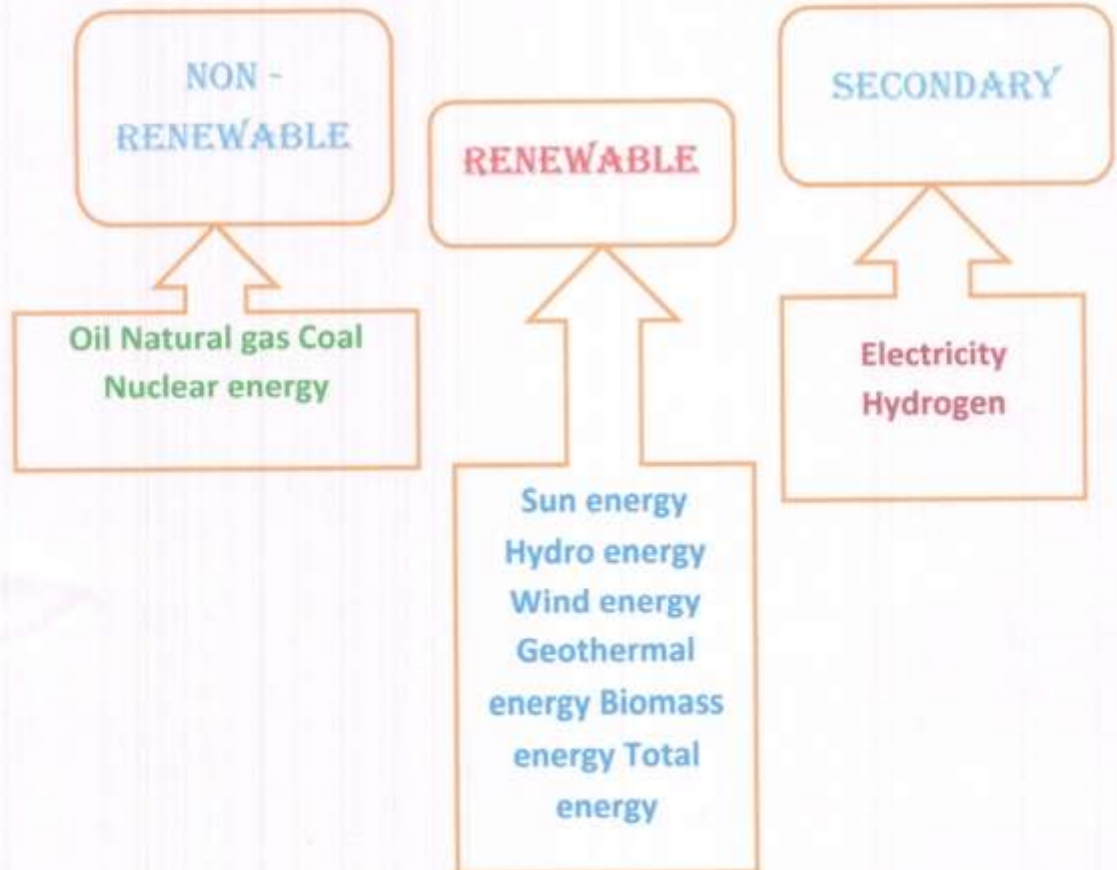 NON -
RENEWABLE
Oil Natural gas Coal
Nuclear energy
RENEWABLE
Sun energy
Hydro energy
Wind energy
Geothermal
energy Biomass
energy Total
energy
SECONDARY
Electricity
Hydrogen